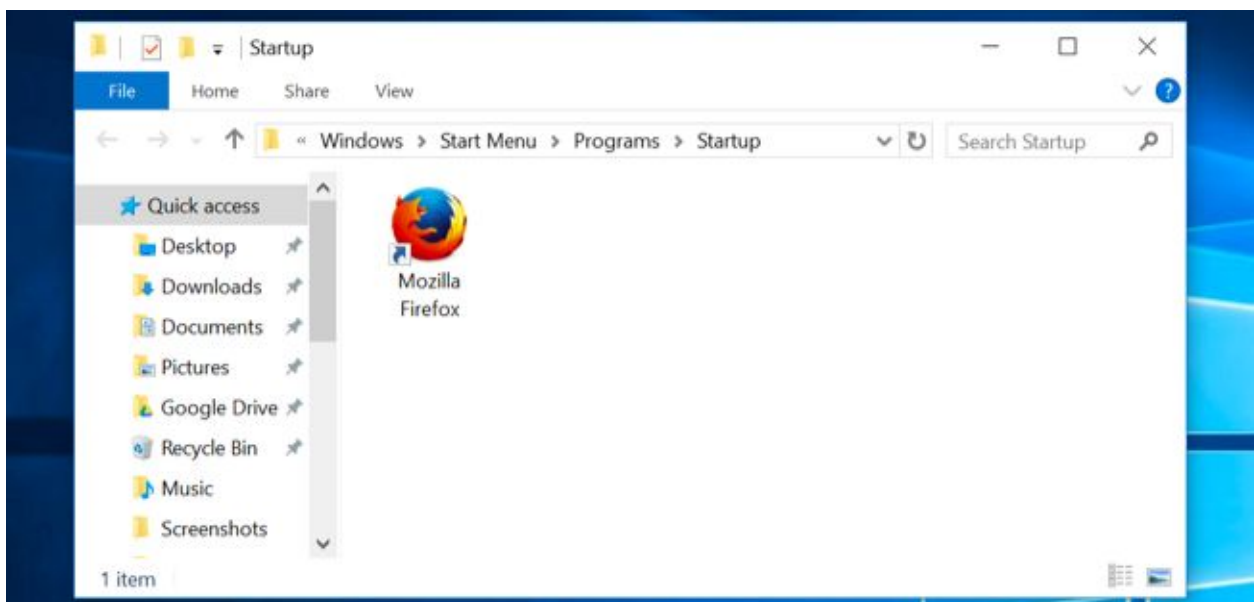 Startup
File Home Share View
« Windows > Start Menu > Programs > Startup
Search Startup
Quick access
Desktop
Downloads
Documents
Pictures
Google Drive
Recycle Bin
Music
Screenshots
Mozilla
Firefox
1 item